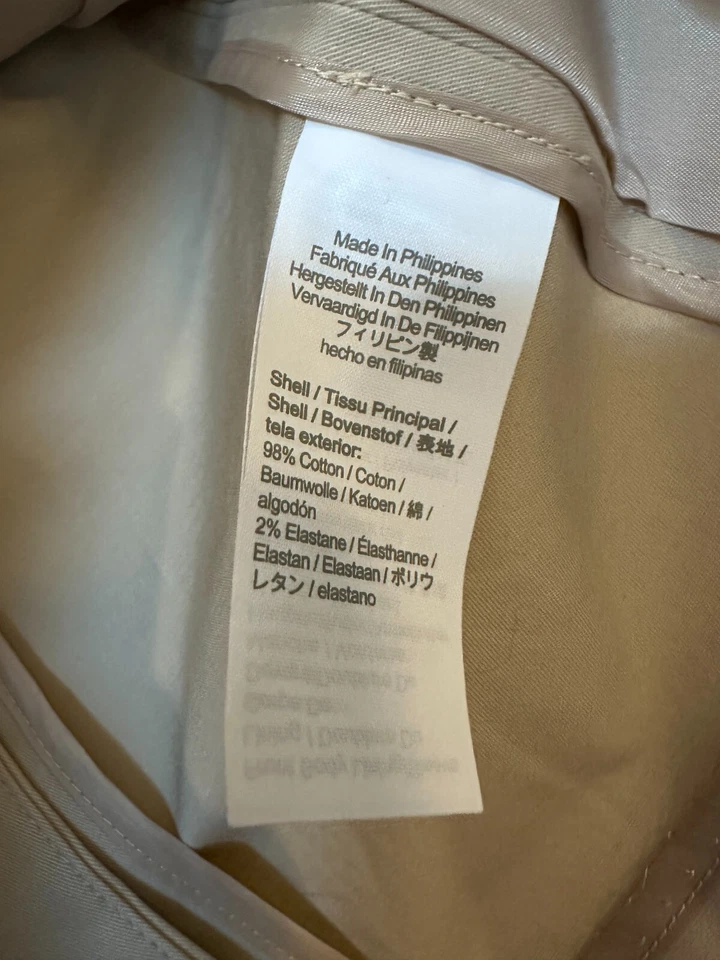 Made In Philippines
Fabriqué Aux Philippines
Hergestellt In Den Philippinen
Vervaardigd In De Filippijnen
フィリピン製
hecho en filipinas
Shell / Tissu Principal /
Shell / Bovenstof / 表地 /
tela exterior:
98% Cotton / Coton /
Baumwolle / Katoen / 綿 /
algodón
2% Elastane / Élasthanne /
Elastan / Elastaan / ポリウ
レタン / elastano